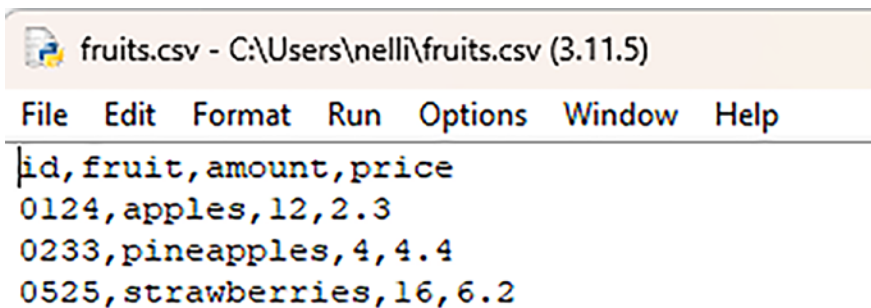 fruits.csv - C:\Users\nelli\fruits.csv (3.11.5)
File Edit Format Run Options Window Help
id,fruit,amount,price
0124,apples,12,2.3
0233,pineapples,4,4.4
0525,strawberries,16,6.2